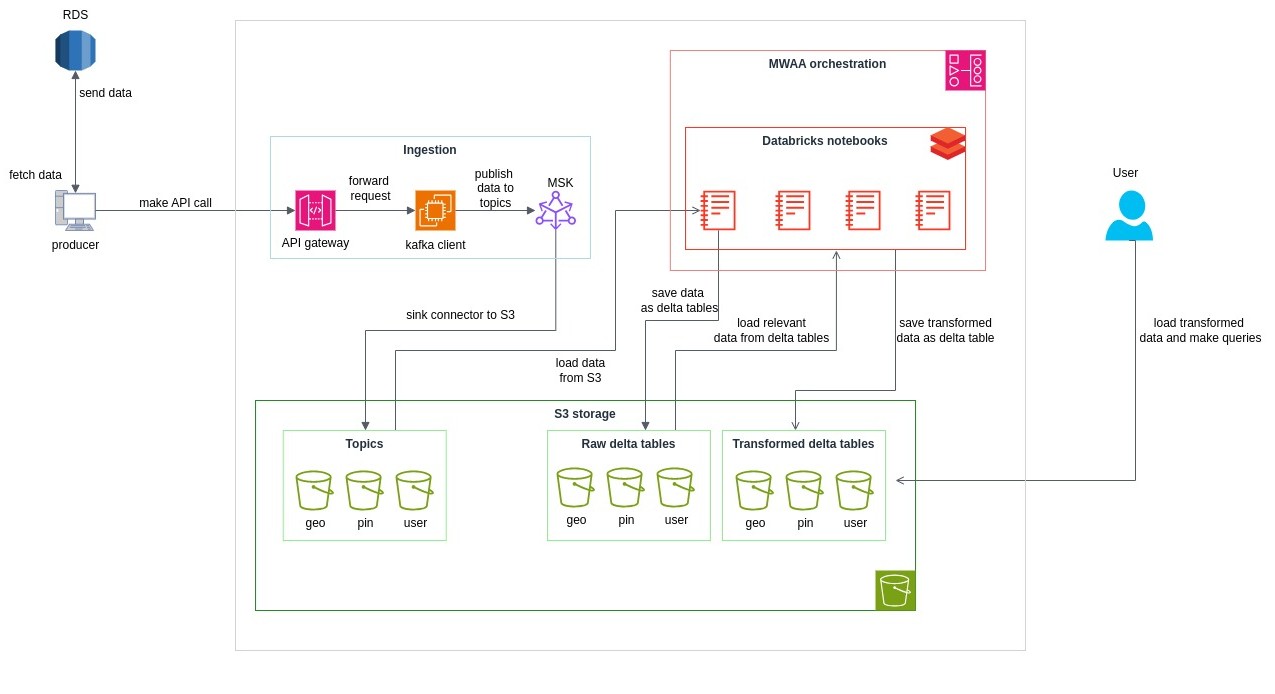 RDS
send data
fetch data
producer
make API call
Ingestion
API gateway
forward
request
kafka client
publish
data to
topics
MSK
MWAA orchestration
Databricks notebooks
User
sink connector to S3
load data
from S3
save data
as delta tables
load relevant
data from delta tables
save transformed
data as delta table
load transformed
data and make queries
S3 storage
Topics
geo
pin
user
Raw delta tables
geo
pin
user
Transformed delta tables
geo
pin
user